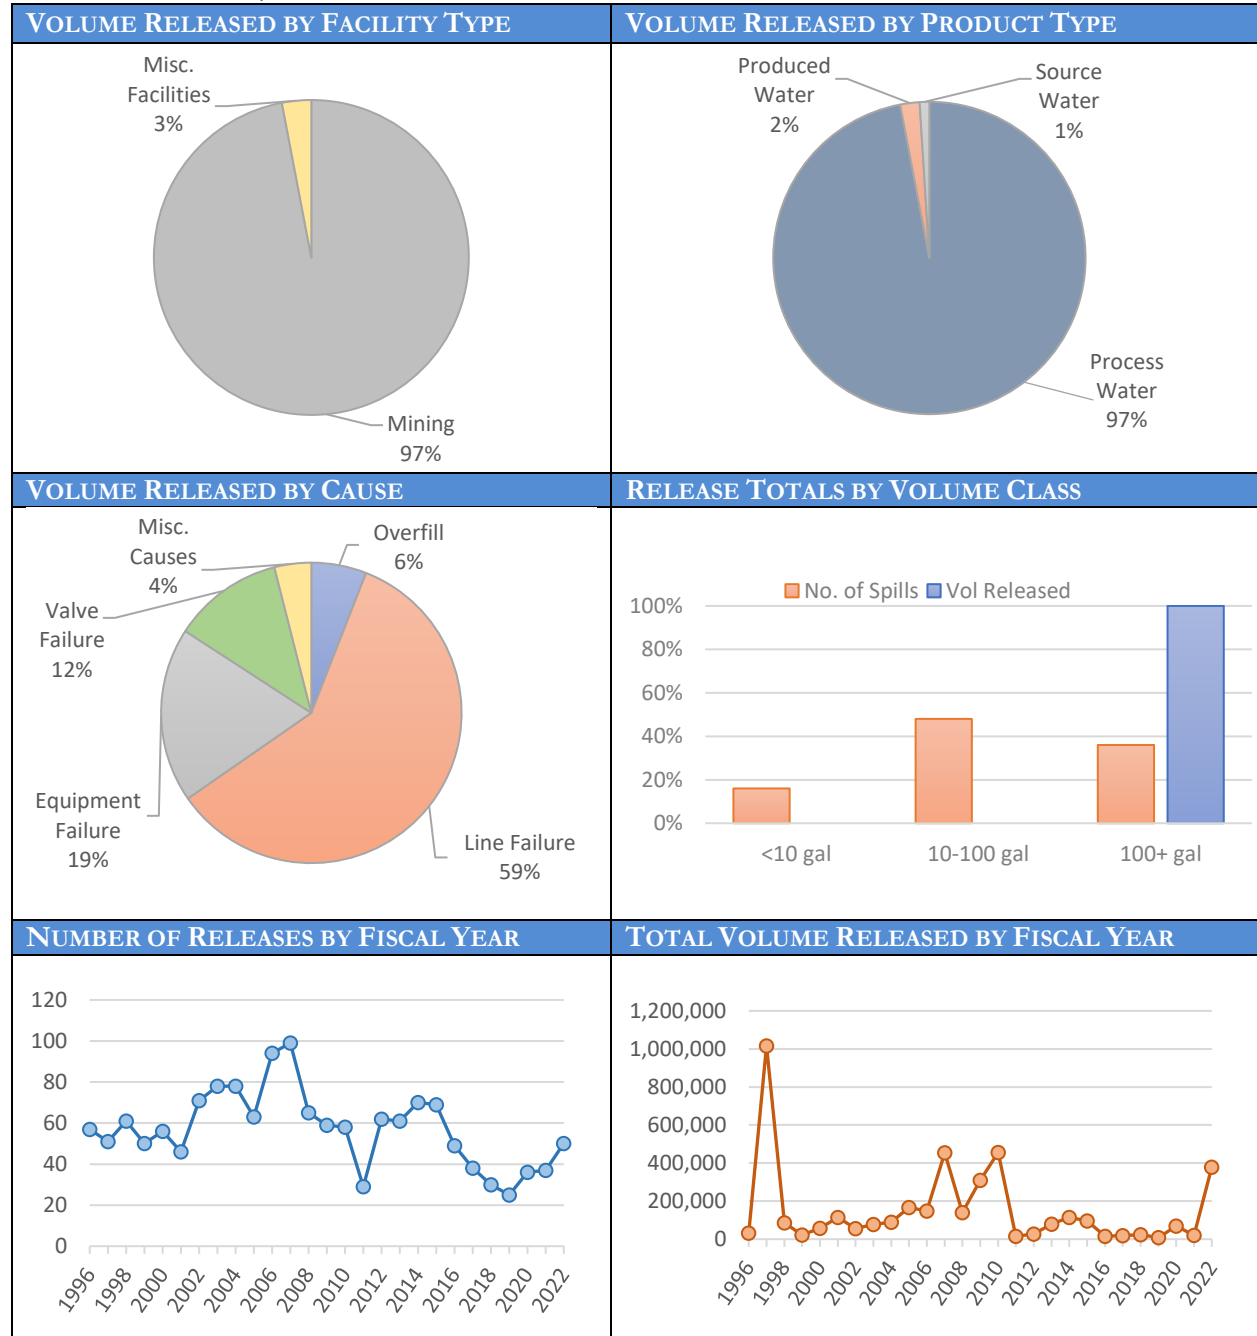 VOLUME RELEASED BY FACILITY TYPE
Misc.
Facilities
3%
Mining
97%
VOLUME RELEASED BY PRODUCT TYPE
Produced
Water
2%
Source
Water
1%
Process
Water
97%
VOLUME RELEASED BY CAUSE
Misc.
Causes
4%
Overfill
6%
Valve
Failure
12%
Equipment
Failure
19%
Line Failure
59%
RELEASE TOTALS BY VOLUME CLASS
No. of Spills Vol Released
100%
80%
60%
40%
20%
0%
<10 gal 10-100 gal 100+ gal
NUMBER OF RELEASES BY FISCAL YEAR
120
100
80
60
40
20
0
1996 1998 2000 2002 2004 2006 2008 2010 2012 2014 2016 2018 2020 2022
TOTAL VOLUME RELEASED BY FISCAL YEAR
1,200,000
1,000,000
800,000
600,000
400,000
200,000
0
1996 1998 2000 2002 2004 2006 2008 2010 2012 2014 2016 2018 2020 2022